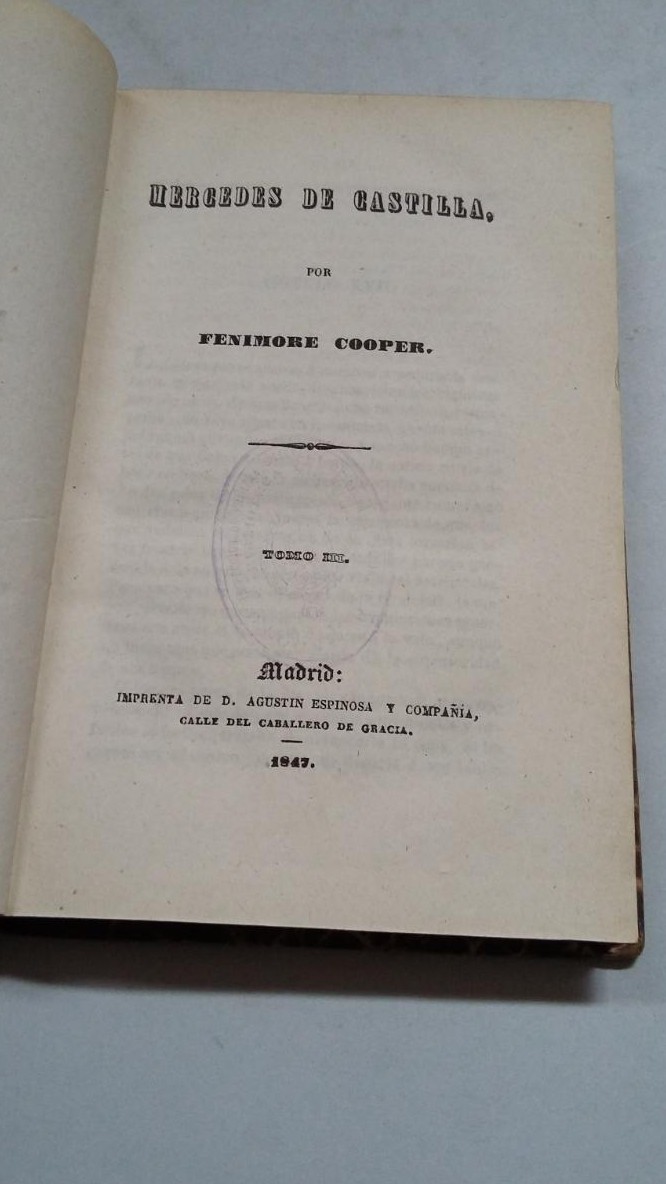 MERCEDES DE CASTILLA,
POR
FENIMORE COOPER.
TOMO III.
Madrid:
IMPRENTA DE D. AGUSTIN ESPINOSA Y COMPAÑIA,
CALLE DEL CABALLERO DE GRACIA.
1847.